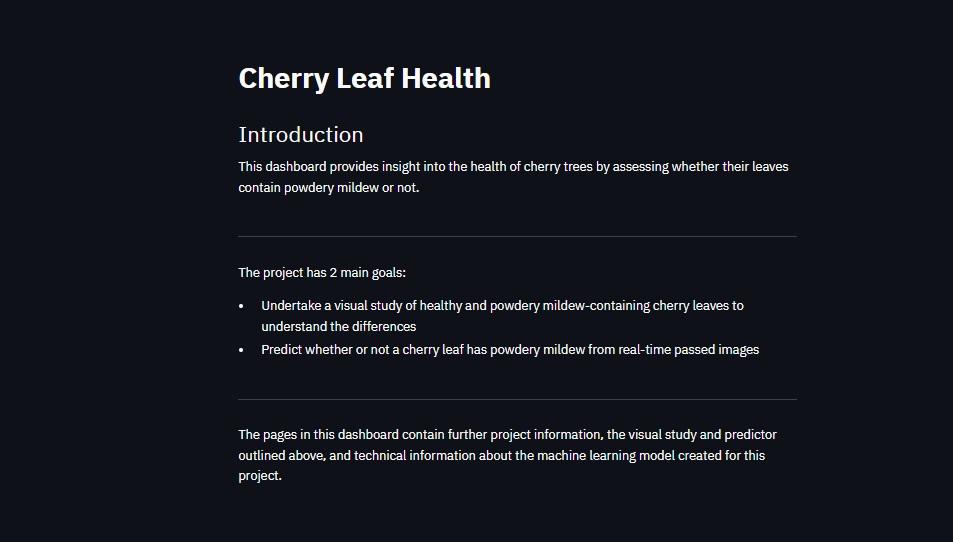 Cherry Leaf Health
Introduction
This dashboard provides insight into the health of cherry trees by assessing whether their leaves
contain powdery mildew or not.
The project has 2 main goals:
• Undertake a visual study of healthy and powdery mildew-containing cherry leaves to
understand the differences
• Predict whether or not a cherry leaf has powdery mildew from real-time passed images
The pages in this dashboard contain further project information, the visual study and predictor
outlined above, and technical information about the machine learning model created for this
project.